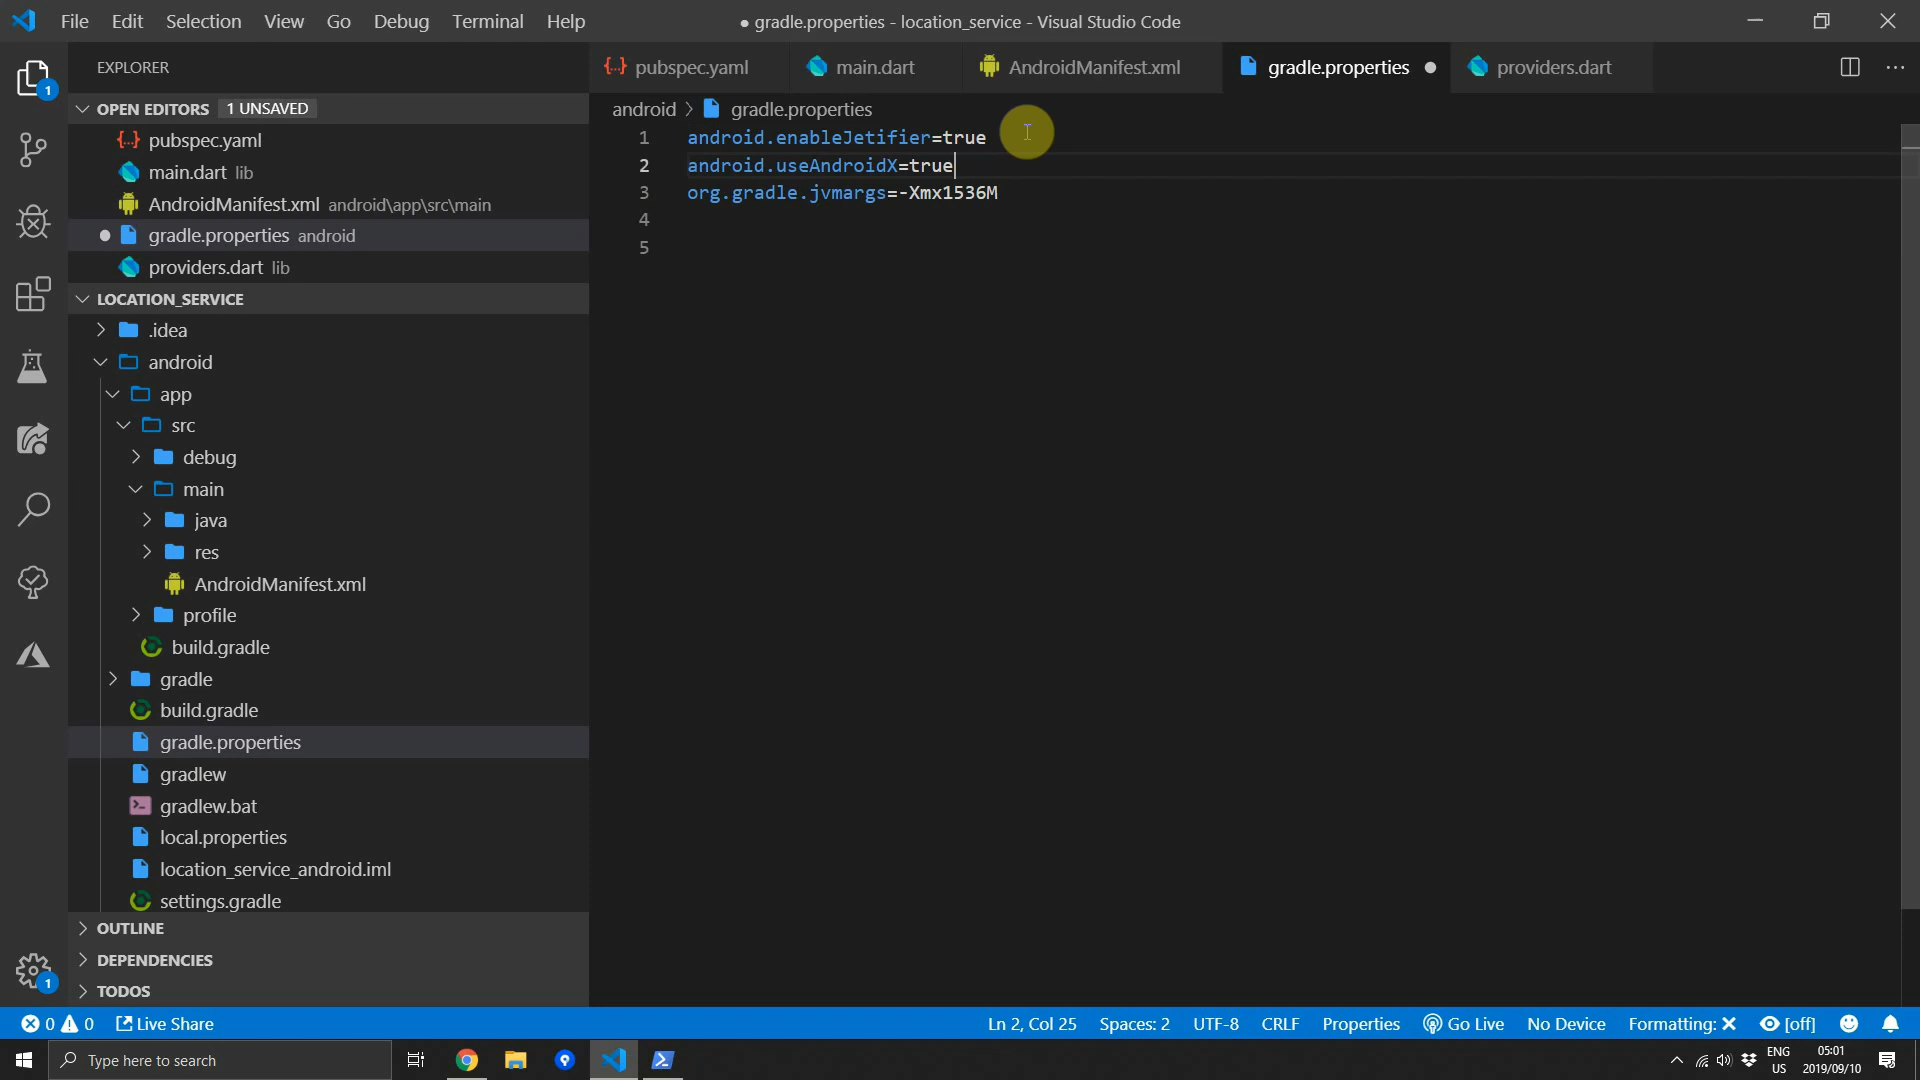 File Edit Selection View Go Debug Terminal Help
● gradle.properties - location_service - Visual Studio Code
EXPLORER
OPEN EDITORS 1 UNSAVED
pubspec.yaml
main.dart lib
AndroidManifest.xml android\app\src\main
gradle.properties android
providers.dart lib
LOCATION_SERVICE
.idea
android
app
src
debug
main
java
res
AndroidManifest.xml
profile
build.gradle
gradle
build.gradle
gradle.properties
gradlew
gradlew.bat
local.properties
location_service_android.iml
settings.gradle
OUTLINE
DEPENDENCIES
TODOS
1
1
pubspec.yaml main.dart AndroidManifest.xml gradle.properties providers.dart
android > gradle.properties
1 android.enableJetifier=true
2 android.useAndroidX=true
3 org.gradle.jvmargs=-Xmx1536M
4
5
0 0 Live Share Ln 2, Col 25 Spaces: 2 UTF-8 CRLF Properties Go Live No Device Formatting: ✕ [off]
Type here to search
ENG
US
05:01
2019/09/10